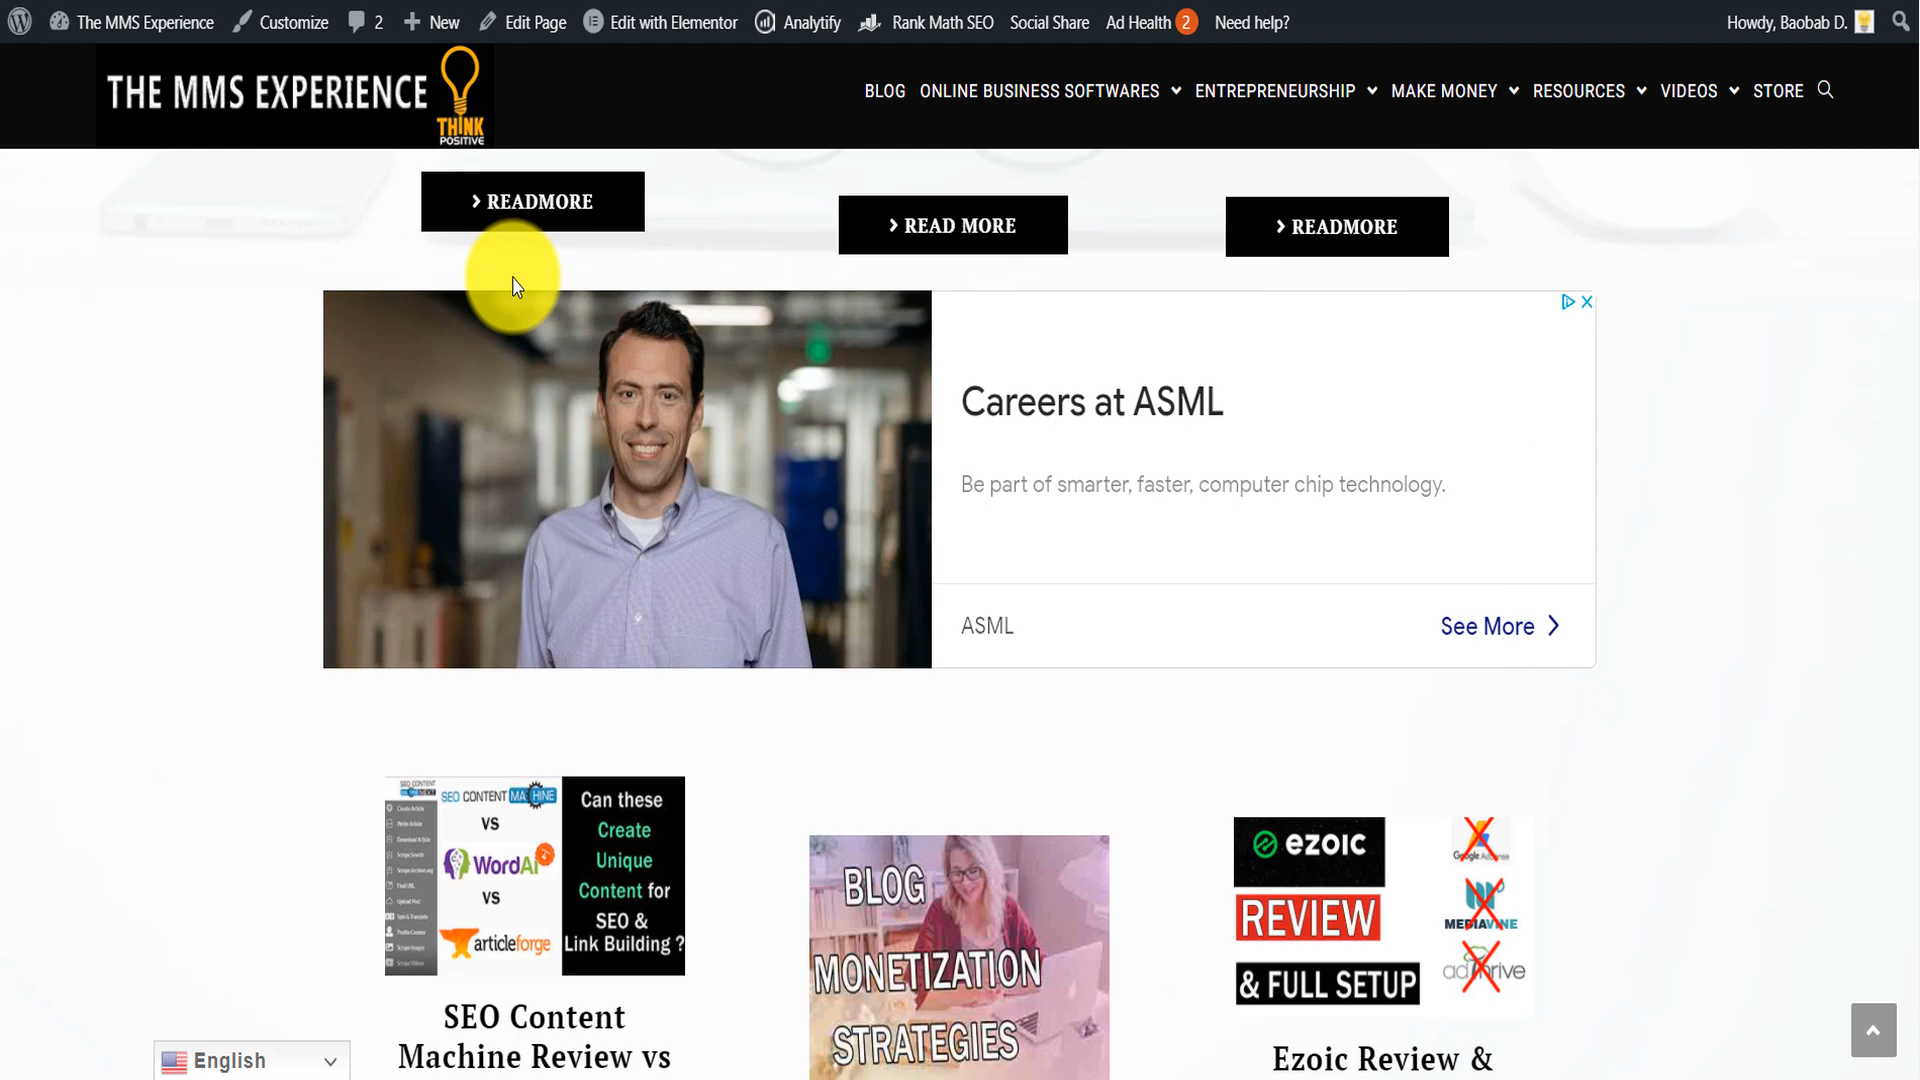 The MMS Experience Customize 2 New Edit Page Edit with Elementor Analytify Rank Math SEO Social Share Ad Health 2 Need help? Howdy, Baobab D.
THE MMS EXPERIENCE
THINK
POSITIVE
BLOG ONLINE BUSINESS SOFTWARES ENTREPRENEURSHIP MAKE MONEY RESOURCES VIDEOS STORE
READMORE
READ MORE
READMORE
Careers at ASML
Be part of smarter, faster, computer chip technology.
ASML
See More
SEO CONTENT
MACHINE
VS
WordAi
VS
articleforge
Can these
Create
Unique
Content for
SEO &
Link Building ?
SEO Content
Machine Review vs
BLOG
MONETIZATION
STRATEGIES
ezoic
REVIEW
& FULL SETUP
Google AdSense
MEDIAVINE
adthrive
Ezoic Review &
English